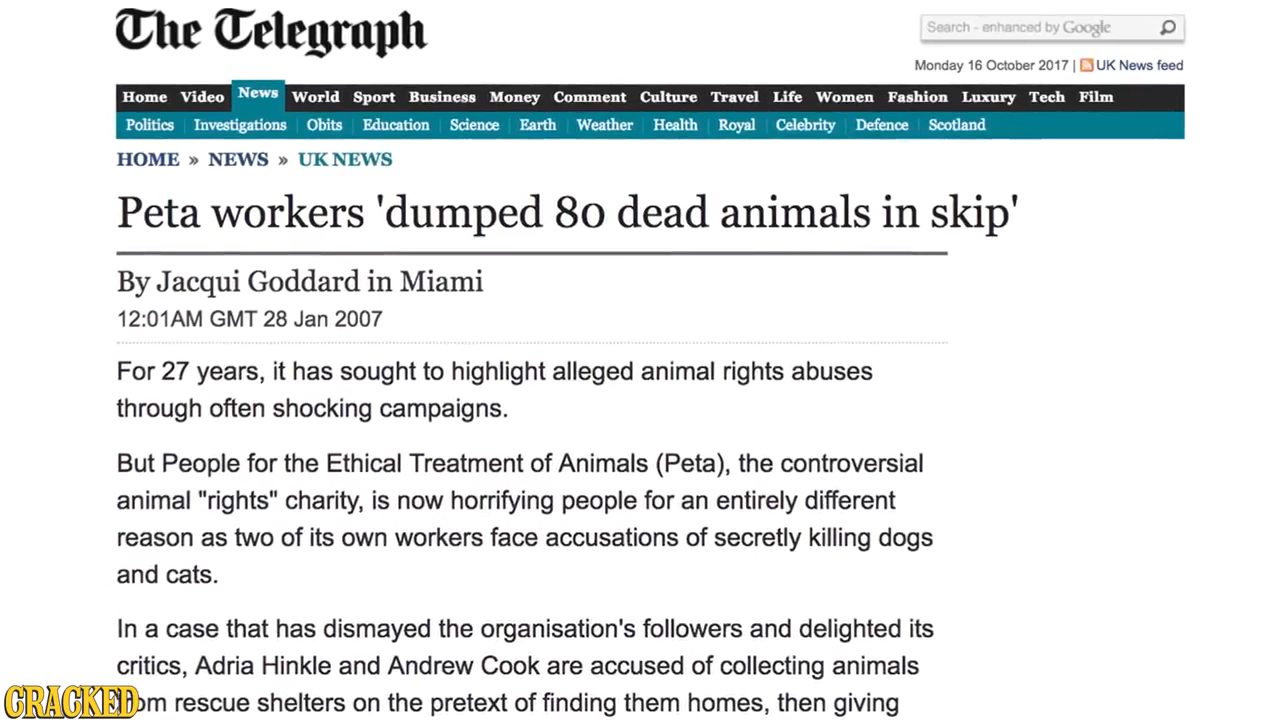 The Telegraph
Search - enhanced by Google
Monday 16 October 2017 | UK News feed
Home Video News World Sport Business Money Comment Culture Travel Life Women Fashion Luxury Tech Film
Politics Investigations Obits Education Science Earth Weather Health Royal Celebrity Defence Scotland
HOME » NEWS » UK NEWS
Peta workers 'dumped 80 dead animals in skip'
By Jacqui Goddard in Miami
12:01AM GMT 28 Jan 2007
For 27 years, it has sought to highlight alleged animal rights abuses
through often shocking campaigns.
But People for the Ethical Treatment of Animals (Peta), the controversial
animal "rights" charity, is now horrifying people for an entirely different
reason as two of its own workers face accusations of secretly killing dogs
and cats.
In a case that has dismayed the organisation's followers and delighted its
critics, Adria Hinkle and Andrew Cook are accused of collecting animals
rescue shelters on the pretext of finding them homes, then giving
CRACKED